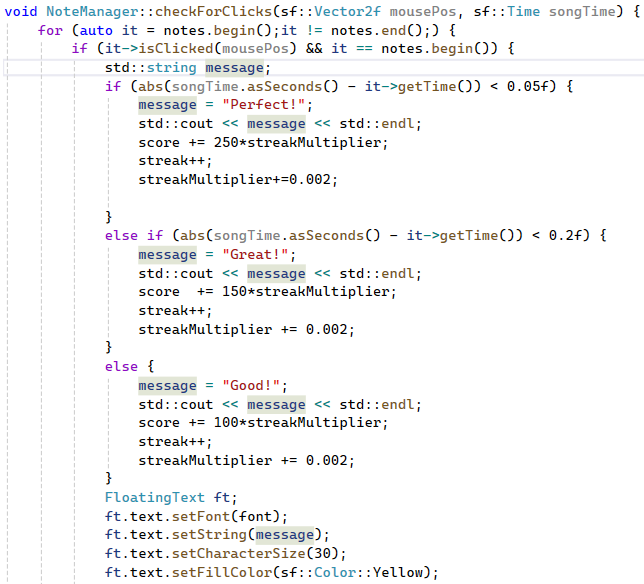 void NoteManager::checkForClicks(sf::Vector2f mousePos, sf::Time songTime) {
    for (auto it = notes.begin();it != notes.end();) {
        if (it->isClicked(mousePos) && it == notes.begin()) {
            std::string message;
            if (abs(songTime.asSeconds() - it->getTime()) < 0.05f) {
                message = "Perfect!";
                std::cout << message << std::endl;
                score += 250*streakMultiplier;
                streak++;
                streakMultiplier+=0.002;

            }
            else if (abs(songTime.asSeconds() - it->getTime()) < 0.2f) {
                message = "Great!";
                std::cout << message << std::endl;
                score  += 150*streakMultiplier;
                streak++;
                streakMultiplier += 0.002;
            }
            else {
                message = "Good!";
                std::cout << message << std::endl;
                score += 100*streakMultiplier;
                streak++;
                streakMultiplier += 0.002;
            }
            FloatingText ft;
            ft.text.setFont(font);
            ft.text.setString(message);
            ft.text.setCharacterSize(30);
            ft.text.setFillColor(sf::Color::Yellow);